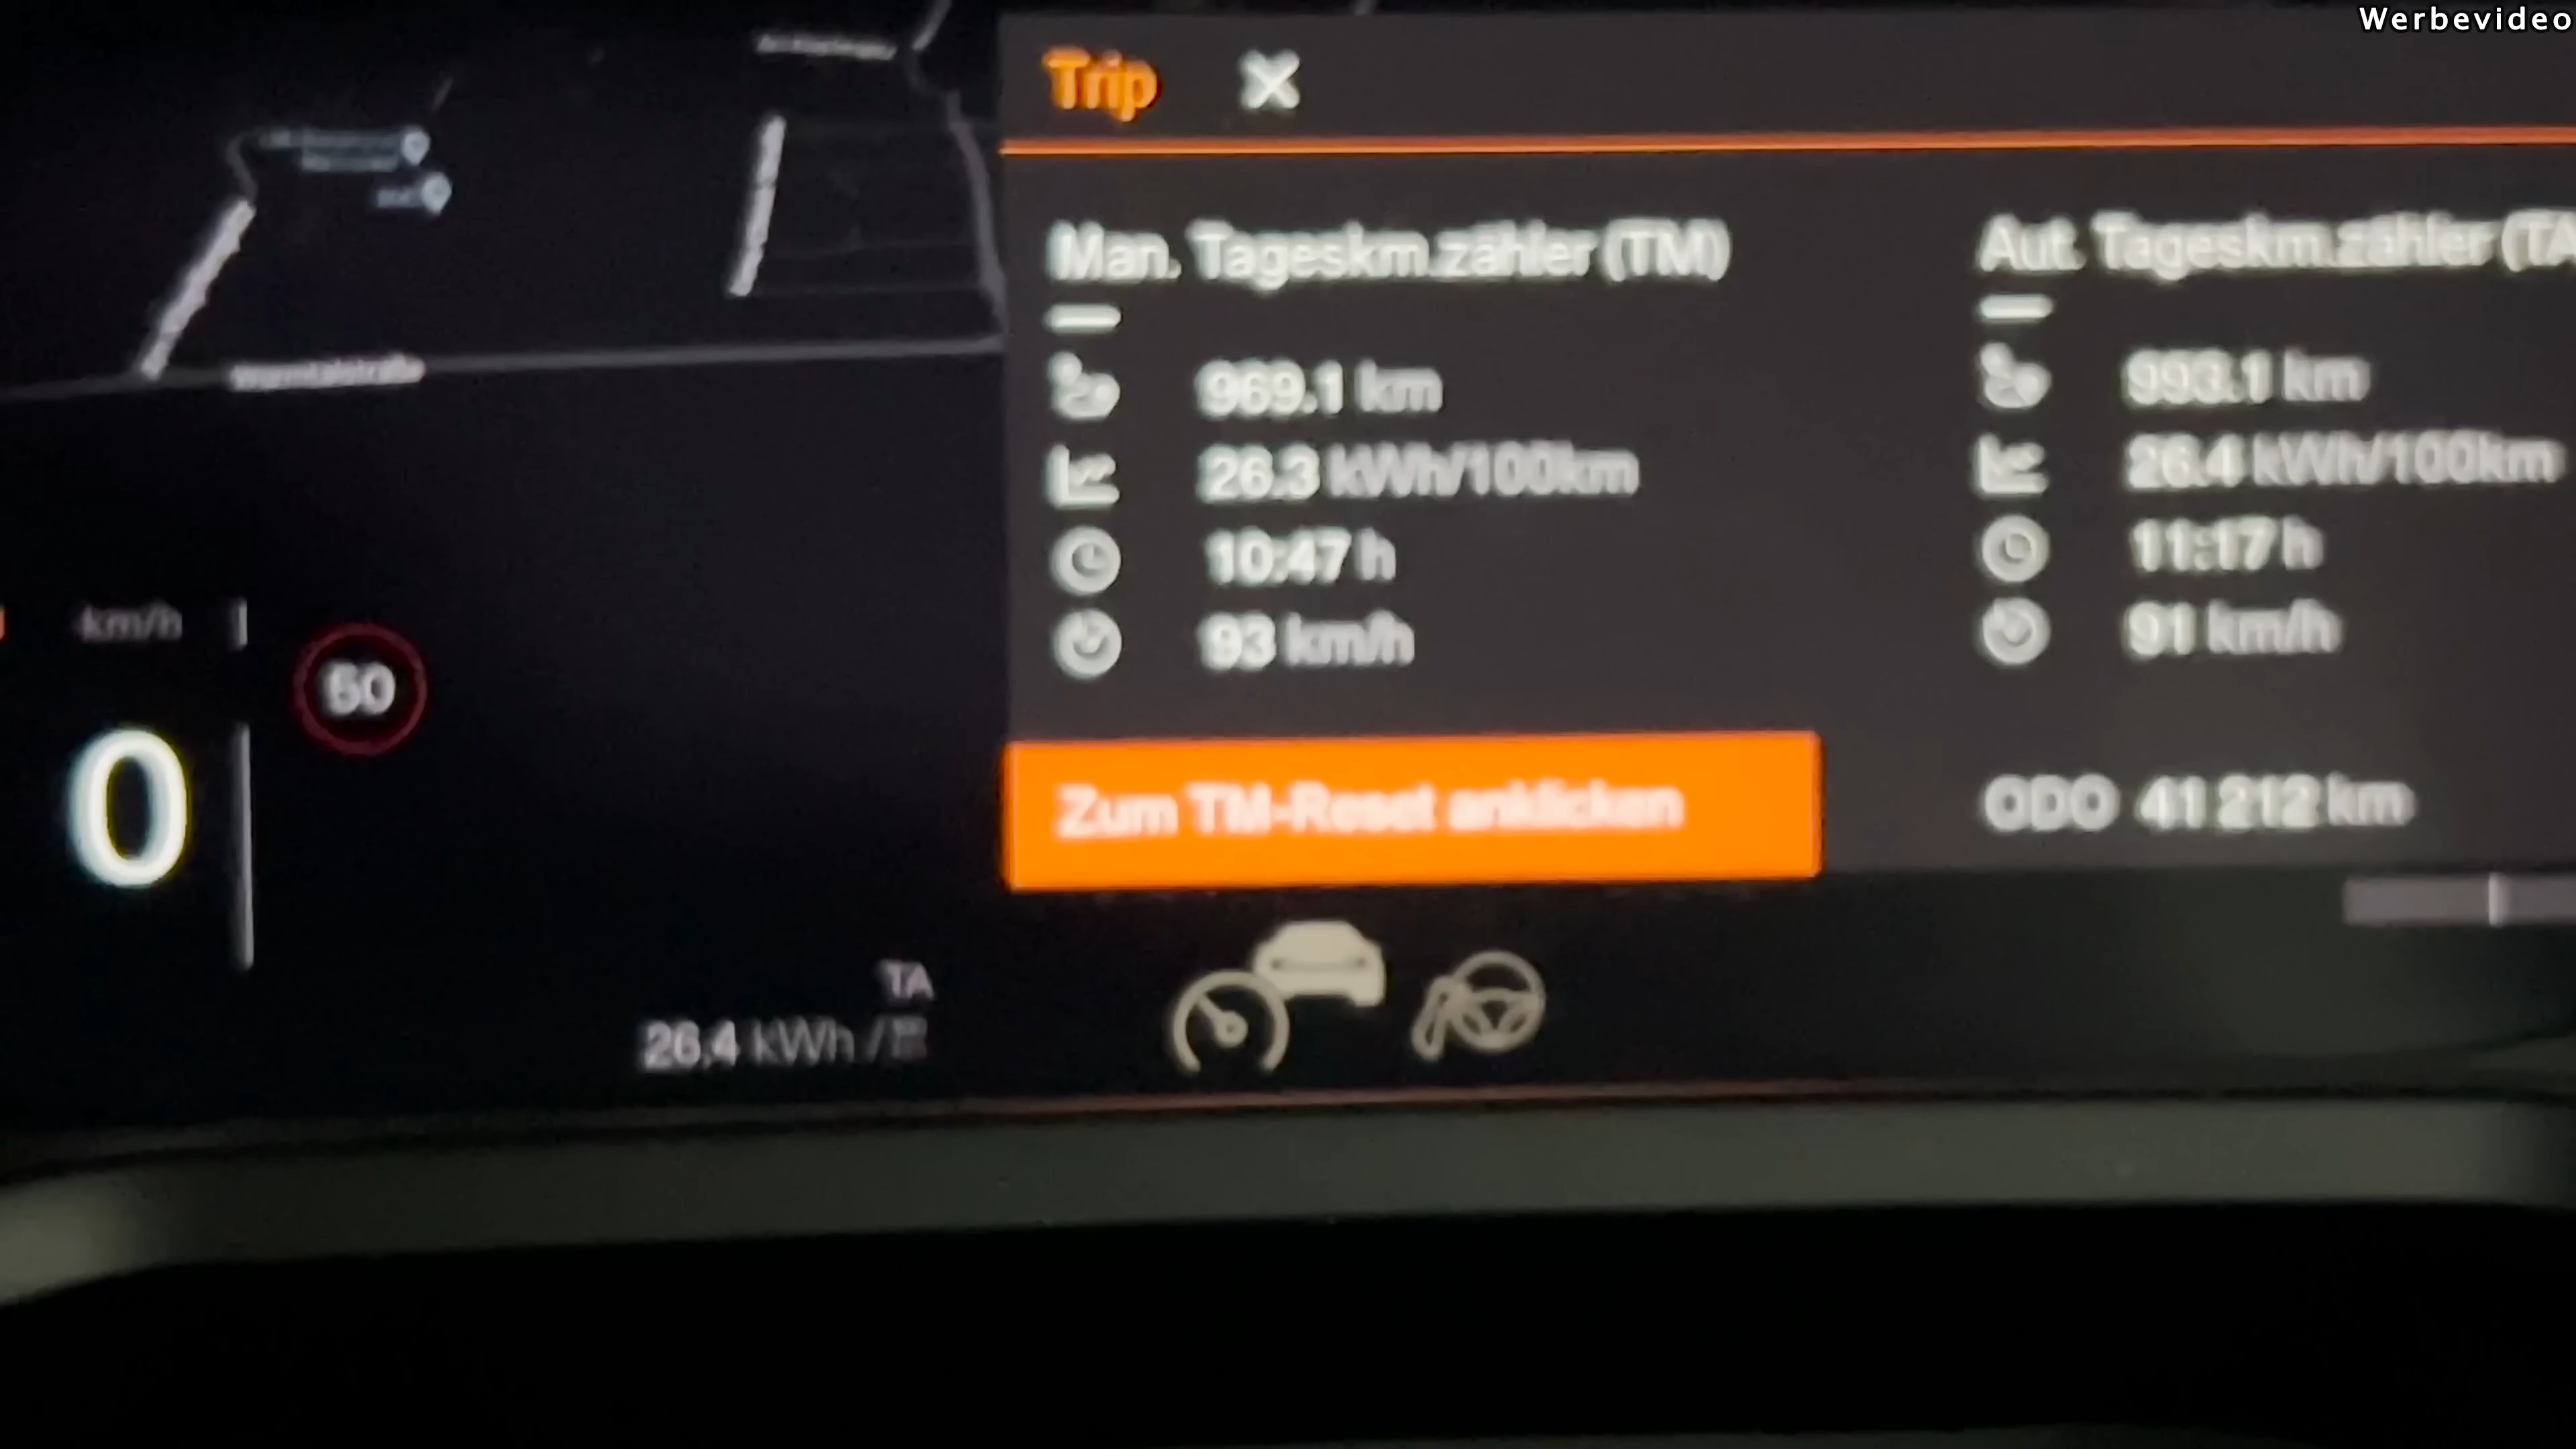 Werbevideo
Trip
Man. Tageskm.zähler (TM)
969.1 km
26.3 kWh/100km
10:47 h
93 km/h
Aut. Tageskm.zähler (TA
993.1 km
26.4 kWh/100km
11:17 h
91 km/h
km/h
50
0
Zum TM-Reset anklicken
ODO 41 212 km
TA
26,4 kWh /